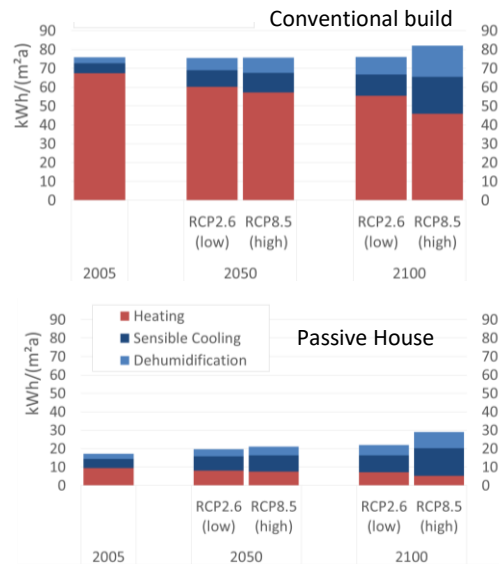 Conventional build
kWh/(m²a)
90 90
80 80
70 70
60 60
50 50
40 40
30 30
20 20
10 10
0 0
RCP2.6 RCP8.5 RCP2.6 RCP8.5
(low) (high) (low) (high)
2005 2050 2100
Passive House
kWh/(m²a)
Heating
Sensible Cooling
Dehumidification
90 90
80 80
70 70
60 60
50 50
40 40
30 30
20 20
10 10
0 0
RCP2.6 RCP8.5 RCP2.6 RCP8.5
(low) (high) (low) (high)
2005 2050 2100